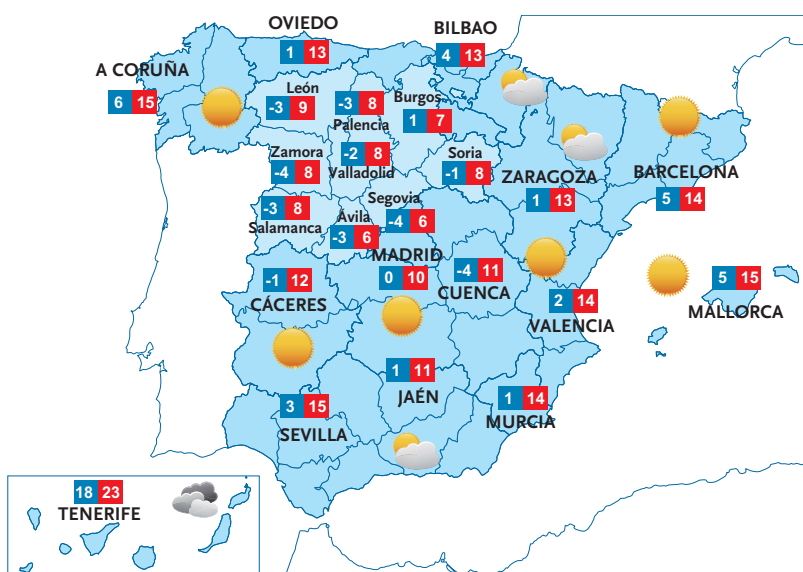 OVIEDO
1 13
BILBAO
4 13
A CORUÑA
6 15
León
-3 9
-3 8
Palencia
Burgos
1 7
Zamora
-4 8
-2 8
Valladolid
Soria
-1 8
ZARAGOZA
1 13
BARCELONA
5 14
-3 8
Salamanca
Ávila
-3 6
Segovia
-4 6
MADRID
0 10
-4 11
CUENCA
-1 12
CÁCERES
2 14
VALENCIA
5 15
MALLORCA
1 11
JAÉN
3 15
SEVILLA
1 14
MURCIA
18 23
TENERIFE